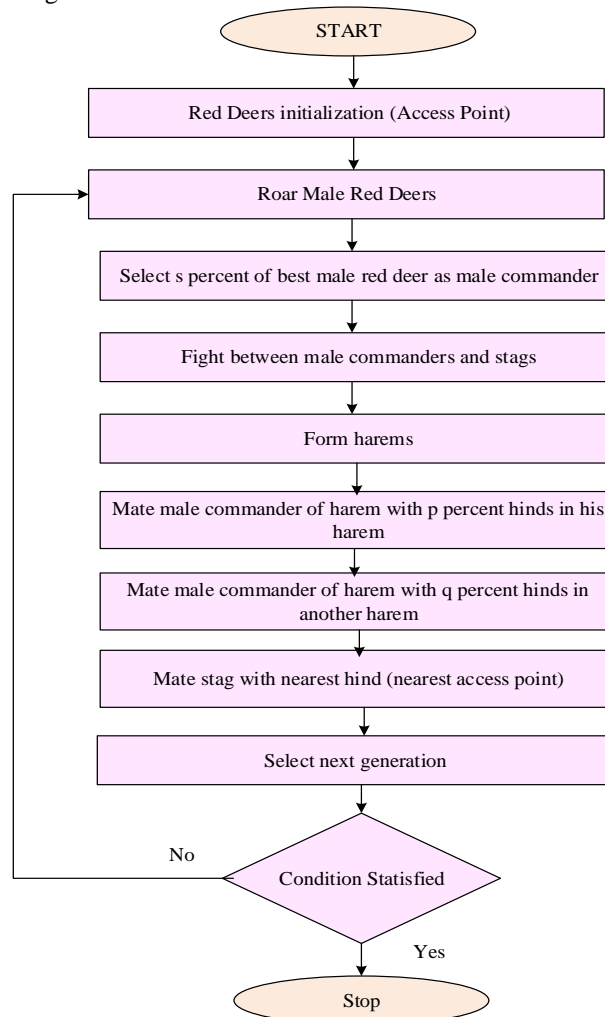 START
Red Deers initialization (Access Point)
Roar Male Red Deers
Select s percent of best male red deer as male commander
Fight between male commanders and stags
Form harems
Mate male commander of harem with p percent hinds in his
harem
Mate male commander of harem with q percent hinds in
another harem
Mate stag with nearest hind (nearest access point)
Select next generation
No
Condition Statisfied
Yes
Stop